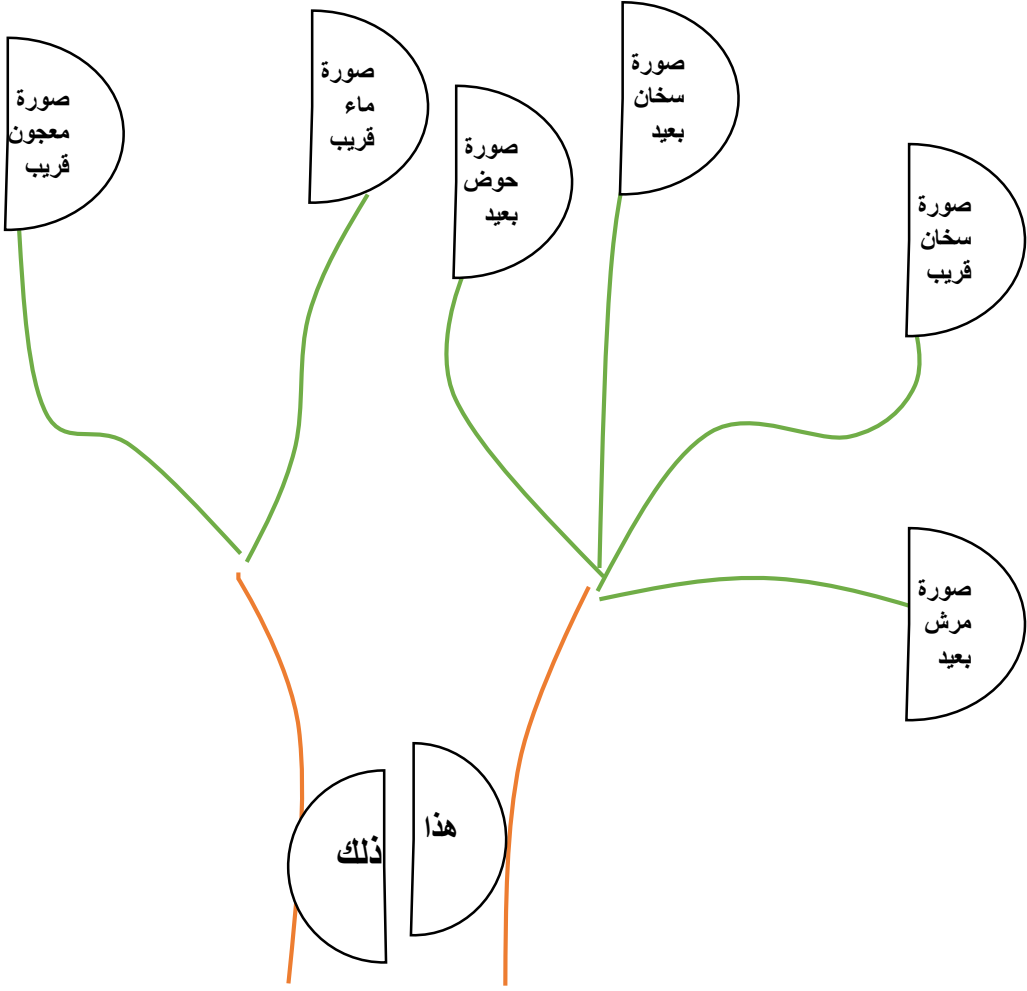 صورة
سخان
بعيد
صورة
ماء
قريب
صورة
معجون
قريب
صورة
حوض
بعيد
صورة
سخان
قريب
صورة
مرش
بعيد
هذا
ذلك